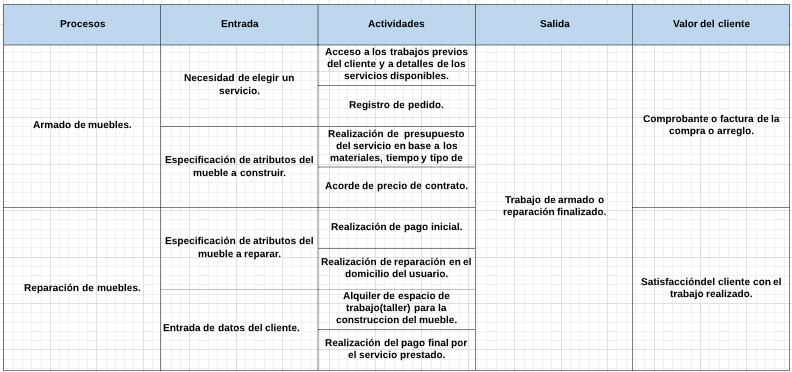 Procesos
Entrada
Actividades
Salida
Valor del cliente
Armado de muebles.
Necesidad de elegir un
servicio.
Acceso a los trabajos previos
del cliente y a detalles de los
servicios disponibles.
Registro de pedido.
Especificación de atributos del
mueble a construir.
Realización de presupuesto
del servicio en base a los
materiales, tiempo y tipo de
Acorde de precio de contrato.
Trabajo de armado o
reparación finalizado.
Comprobante o factura de la
compra o arreglo.
Reparación de muebles.
Especificación de atributos del
mueble a reparar.
Realización de pago inicial.
Realización de reparación en el
domicilio del usuario.
Entrada de datos del cliente.
Alquiler de espacio de
trabajo(taller) para la
construccion del mueble.
Realización del pago final por
el servicio prestado.
Satisfaccióndel cliente con el
trabajo realizado.